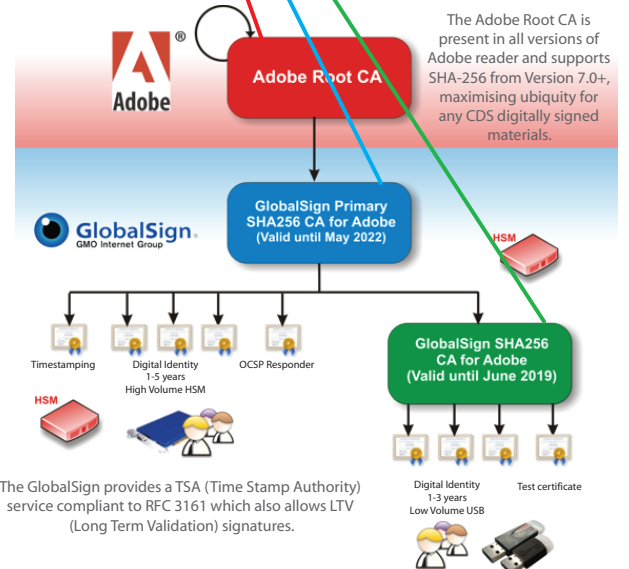 The Adobe Root CA is
present in all versions of
Adobe reader and supports
SHA-256 from Version 7.0+,
maximising ubiquity for
any CDS digitally signed
materials.
®
Adobe
Adobe Root CA
GlobalSign Primary
SHA256 CA for Adobe
(Valid until May 2022)
GlobalSign.
GMO Internet Group
HSM
Timestamping
Digital Identity
1-5 years
High Volume HSM
OCSP Responder
GlobalSign SHA256
CA for Adobe
(Valid until June 2019)
HSM
Digital Identity
1-3 years
Low Volume USB
Test certificate
The GlobalSign provides a TSA (Time Stamp Authority)
service compliant to RFC 3161 which also allows LTV
(Long Term Validation) signatures.